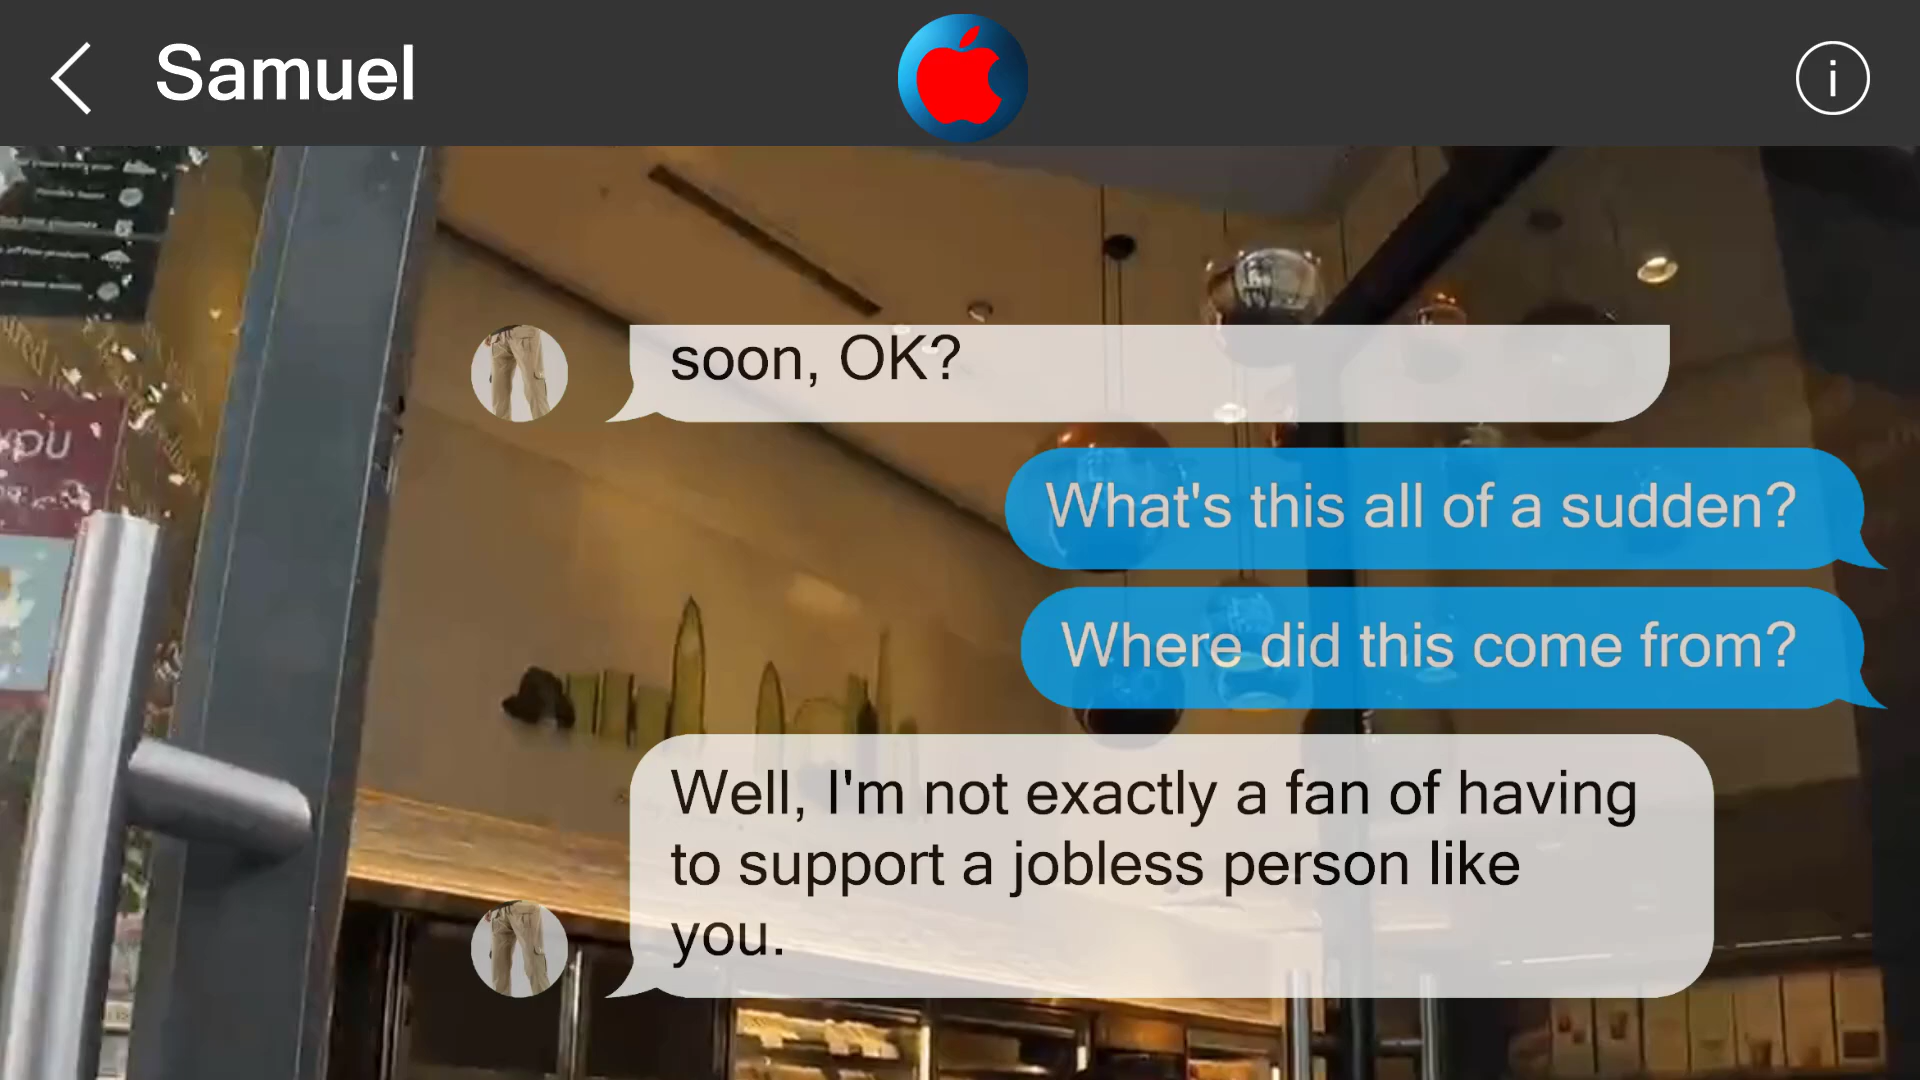 Samuel
i
soon, OK?
What's this all of a sudden?
Where did this come from?
Well, I'm not exactly a fan of having
to support a jobless person like
you.
you